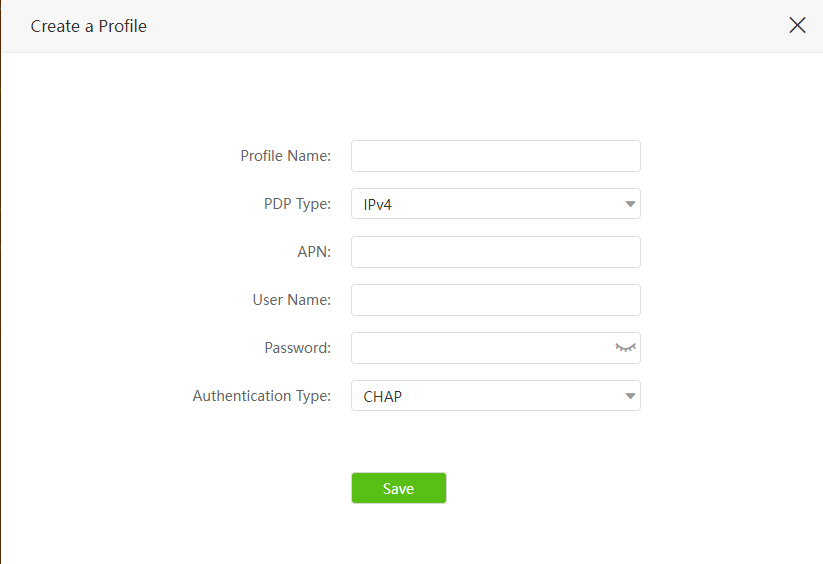 Create a Profile
Profile Name:
PDP Type: IPv4
APN:
User Name:
Password:
Authentication Type: CHAP
Save